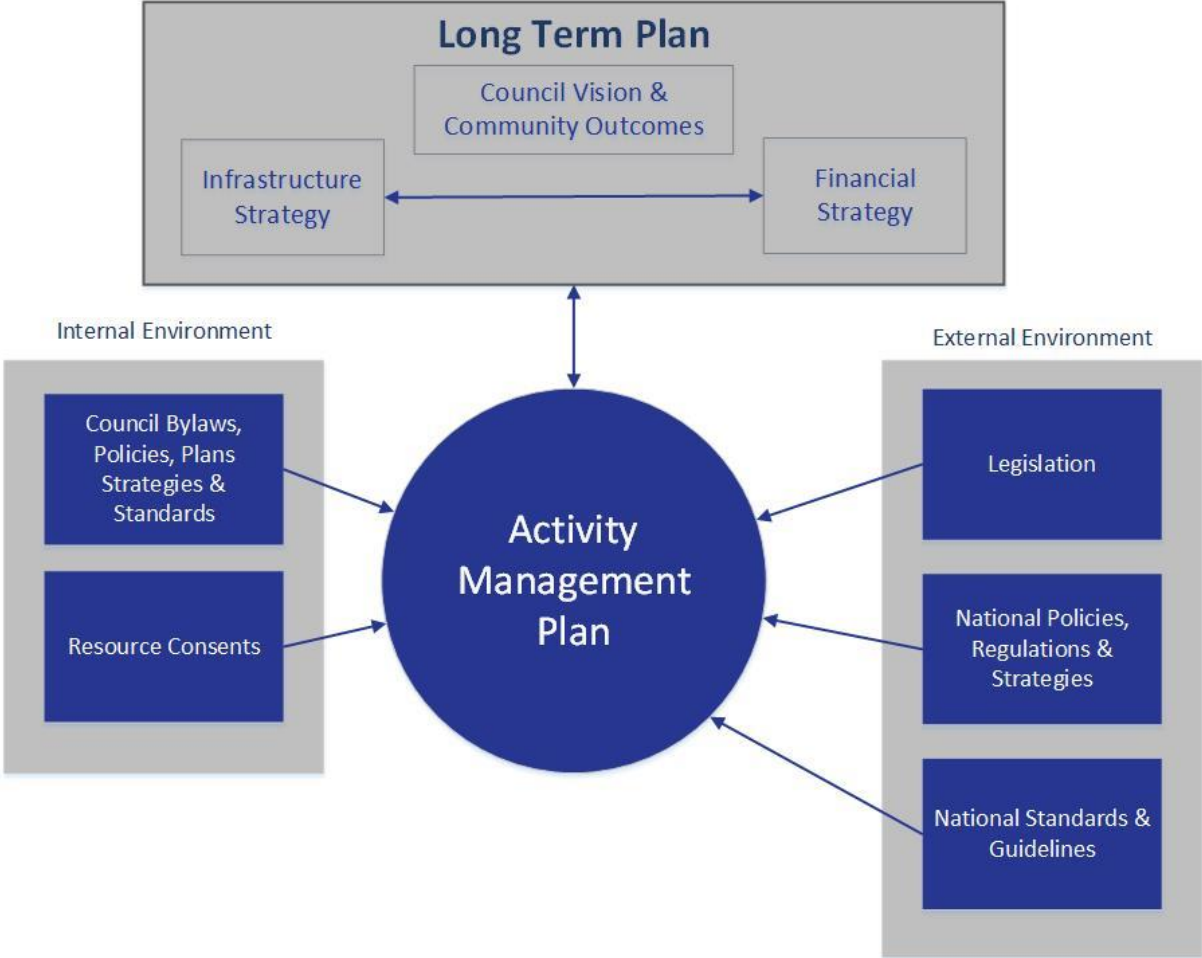 Long Term Plan
Council Vision &
Community Outcomes
Infrastructure
Strategy
Financial
Strategy
Internal Environment
External Environment
Council Bylaws,
Policies, Plans
Strategies &
Standards
Resource Consents
Activity
Management
Plan
Legislation
National Policies,
Regulations &
Strategies
National Standards &
Guidelines